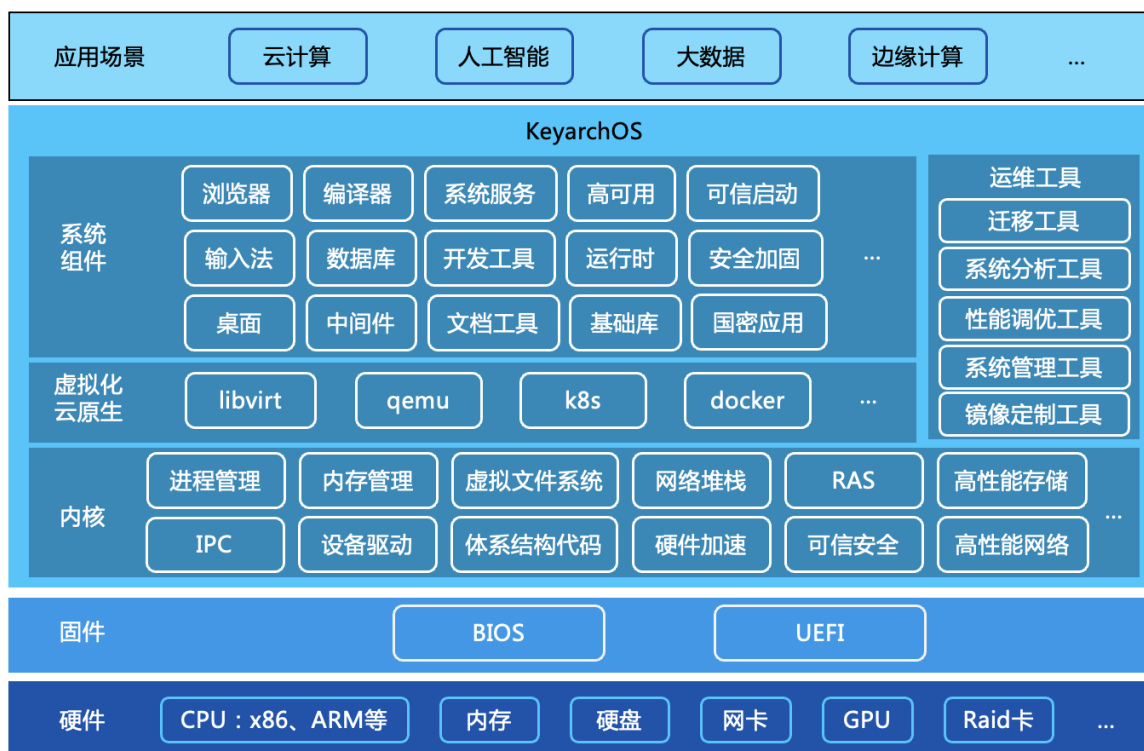 应用场景 云计算 人工智能 大数据 边缘计算 ...
KeyarchOS
系统
组件
浏览器 编译器 系统服务 高可用 可信启动
输入法 数据库 开发工具 运行时 安全加固 ...
桌面 中间件 文档工具 基础库 国密应用
运维工具
迁移工具
系统分析工具
性能调优工具
系统管理工具
镜像定制工具
虚拟化
云原生
libvirt qemu k8s docker ...
内核
进程管理 内存管理 虚拟文件系统 网络堆栈 RAS 高性能存储
IPC 设备驱动 体系结构代码 硬件加速 可信安全 高性能网络
...
固件 BIOS UEFI
硬件 CPU：x86、ARM等 内存 硬盘 网卡 GPU Raid卡 ...